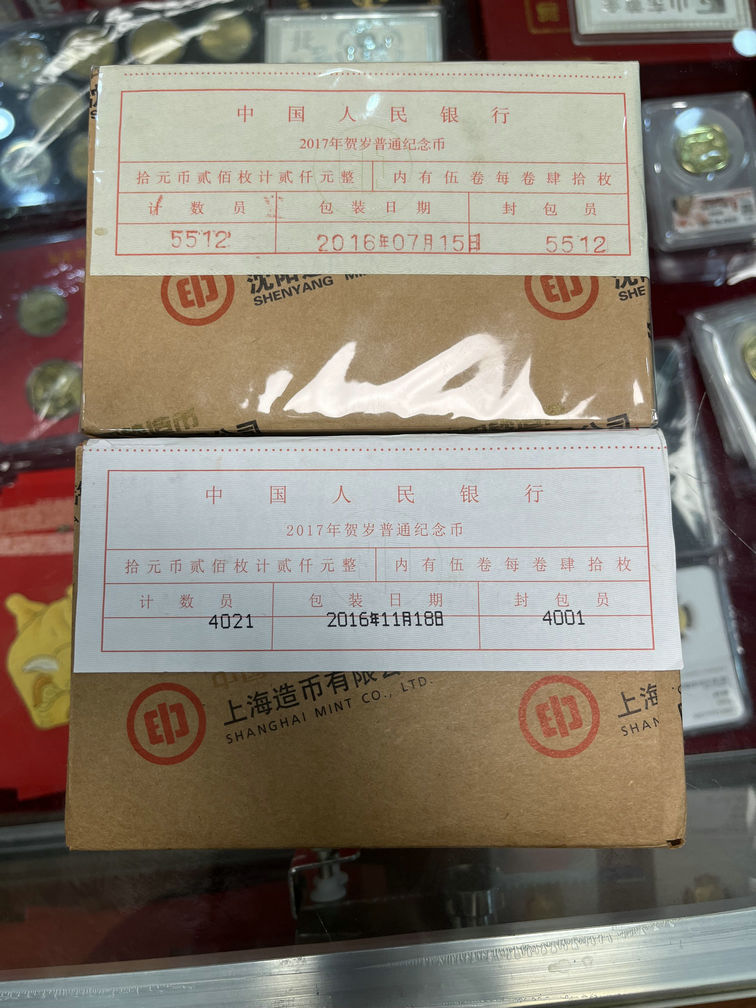 中国人民银行
2017年贺岁普通纪念币
拾元币贰佰枚计贰仟元整 内有伍卷每卷肆拾枚
计数员 包装日期 封包员
5512 2016年07月15日 5512
SHENYANG MIN SHE
中国人民银行
2017年贺岁普通纪念币
拾元币贰佰枚计贰仟元整 内有伍卷每卷肆拾枚
计数员 包装日期 封包员
4021 2016年11月18日 4001
上海造币有限公 上海
SHANGHAI MINT CO., LTD. SHAN